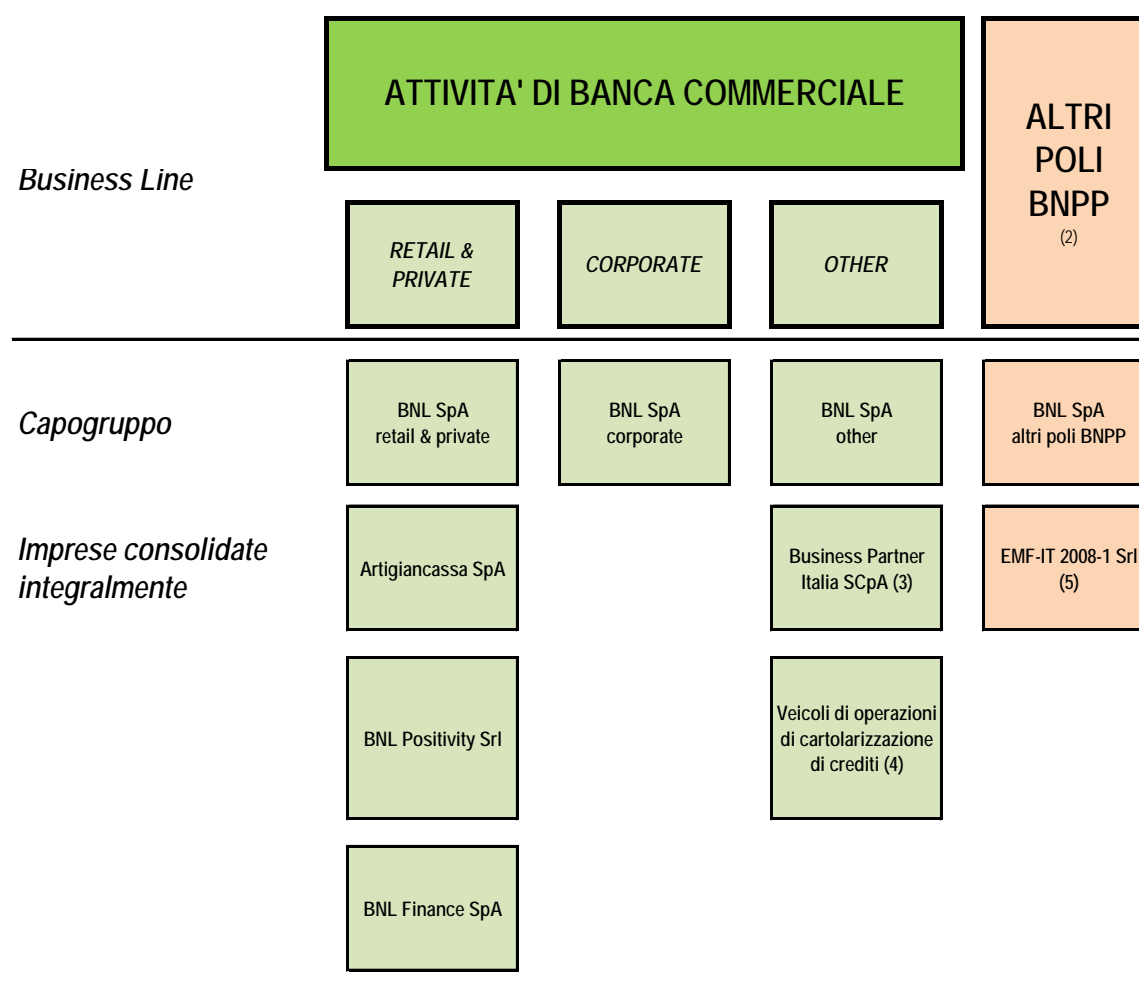 ATTIVITA' DI BANCA COMMERCIALE
ALTRI
POLI
BNPP
(2)
Business Line
RETAIL &
PRIVATE
CORPORATE
OTHER
Capogruppo
BNL SpA
retail & private
BNL SpA
corporate
BNL SpA
other
BNL SpA
altri poli BNPP
Imprese consolidate
integralmente
Artigiancassa SpA
Business Partner
Italia SCpA (3)
EMF-IT 2008-1 Srl
(5)
BNL Positivity Srl
Veicoli di operazioni
di cartolarizzazione
di crediti (4)
BNL Finance SpA